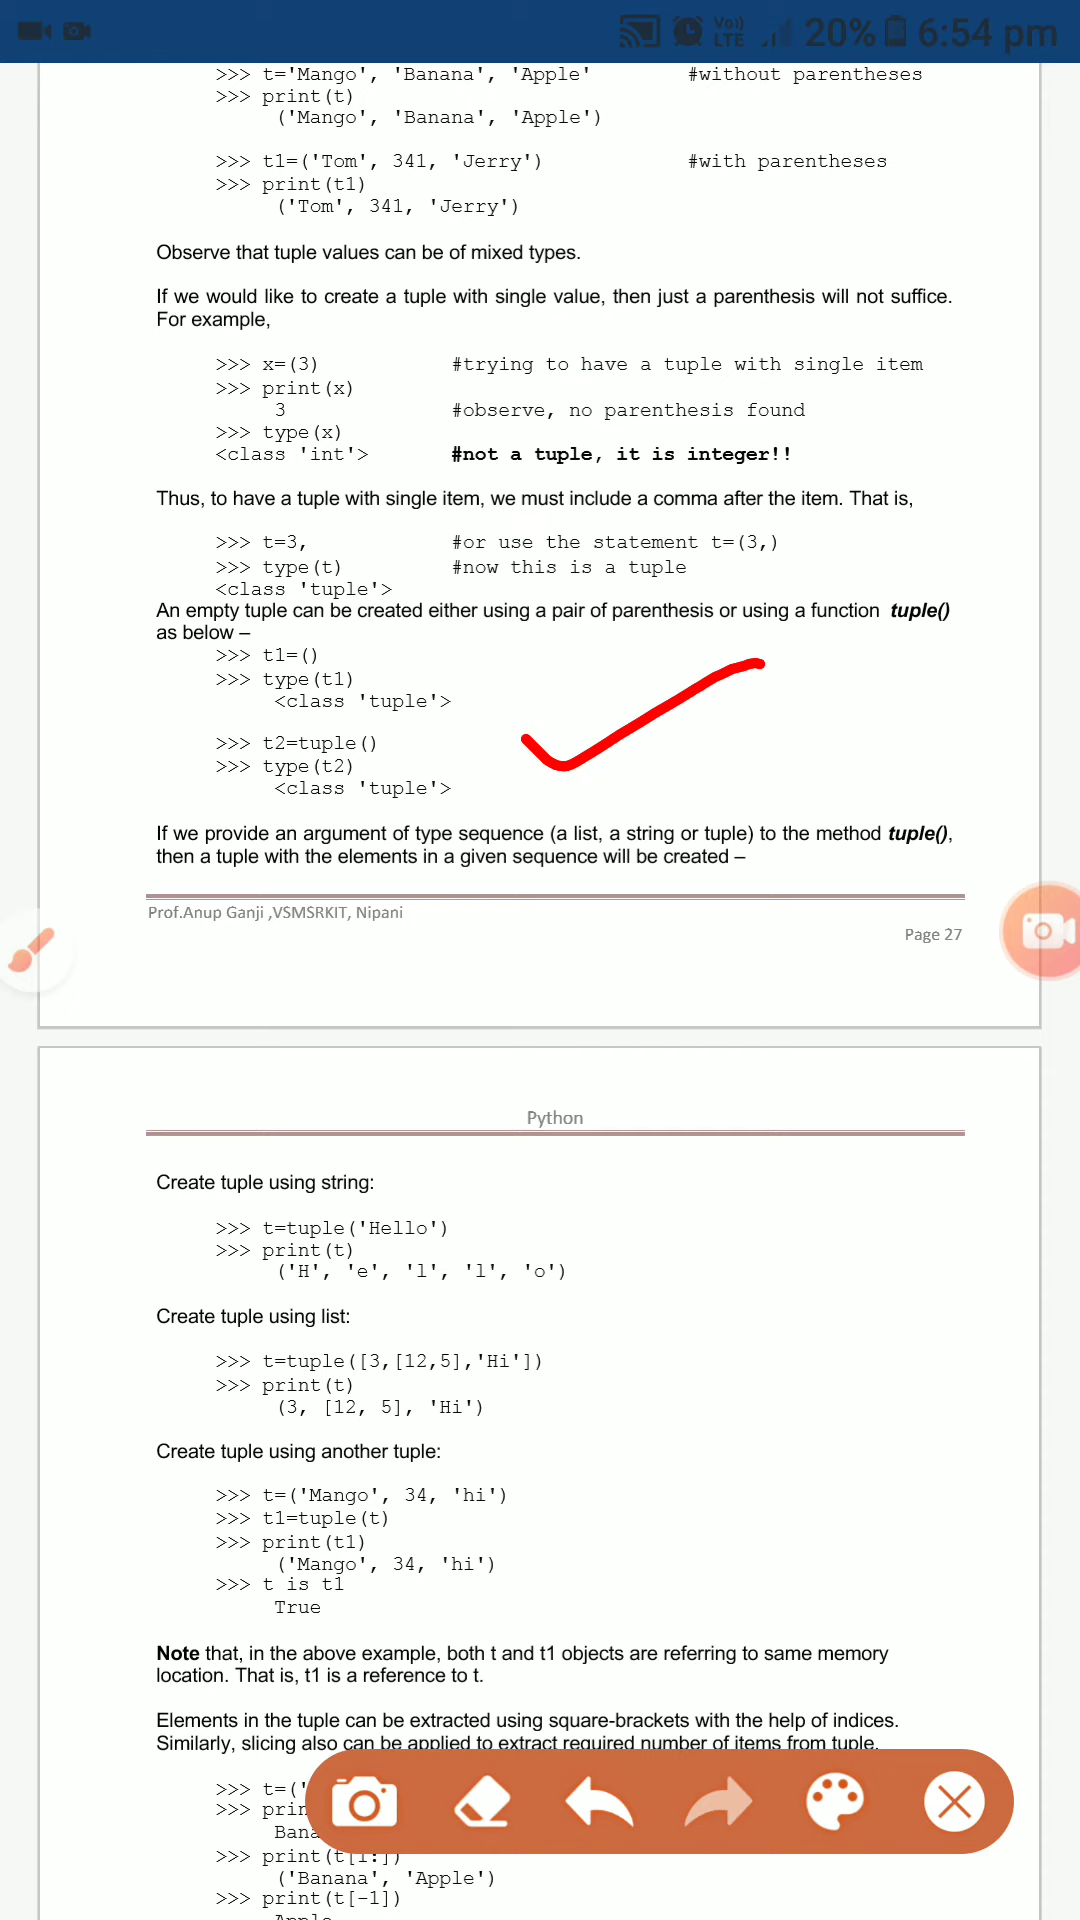 Vo))
LTE
20%
6:54 pm
>>> t='Mango', 'Banana', 'Apple' #without parentheses
>>> print(t)
('Mango', 'Banana', 'Apple')
>>> t1=('Tom', 341, 'Jerry') #with parentheses
>>> print(t1)
('Tom', 341, 'Jerry')
Observe that tuple values can be of mixed types.
If we would like to create a tuple with single value, then just a parenthesis will not suffice.
For example,
>>> x=(3) #trying to have a tuple with single item
>>> print(x)
3 #observe, no parenthesis found
>>> type(x)
<class 'int'> #not a tuple, it is integer!!
Thus, to have a tuple with single item, we must include a comma after the item. That is,
>>> t=3, #or use the statement t=(3,)
>>> type(t) #now this is a tuple
<class 'tuple'>
An empty tuple can be created either using a pair of parenthesis or using a function tuple()
as below –
>>> t1=()
>>> type(t1)
<class 'tuple'>
>>> t2=tuple()
>>> type(t2)
<class 'tuple'>
If we provide an argument of type sequence (a list, a string or tuple) to the method tuple(),
then a tuple with the elements in a given sequence will be created –
Prof.Anup Ganji ,VSMSRKIT, Nipani
Page 27
Python
Create tuple using string:
>>> t=tuple('Hello')
>>> print(t)
('H', 'e', 'l', 'l', 'o')
Create tuple using list:
>>> t=tuple([3,[12,5],'Hi'])
>>> print(t)
(3, [12, 5], 'Hi')
Create tuple using another tuple:
>>> t=('Mango', 34, 'hi')
>>> t1=tuple(t)
>>> print(t1)
('Mango', 34, 'hi')
>>> t is t1
True
Note that, in the above example, both t and t1 objects are referring to same memory
location. That is, t1 is a reference to t.
Elements in the tuple can be extracted using square-brackets with the help of indices.
Similarly, slicing also can be applied to extract required number of items from tuple.
>>> t=('
>>> prin
Bana
>>> print(t[1:])
('Banana', 'Apple')
>>> print(t[-1])
Apple